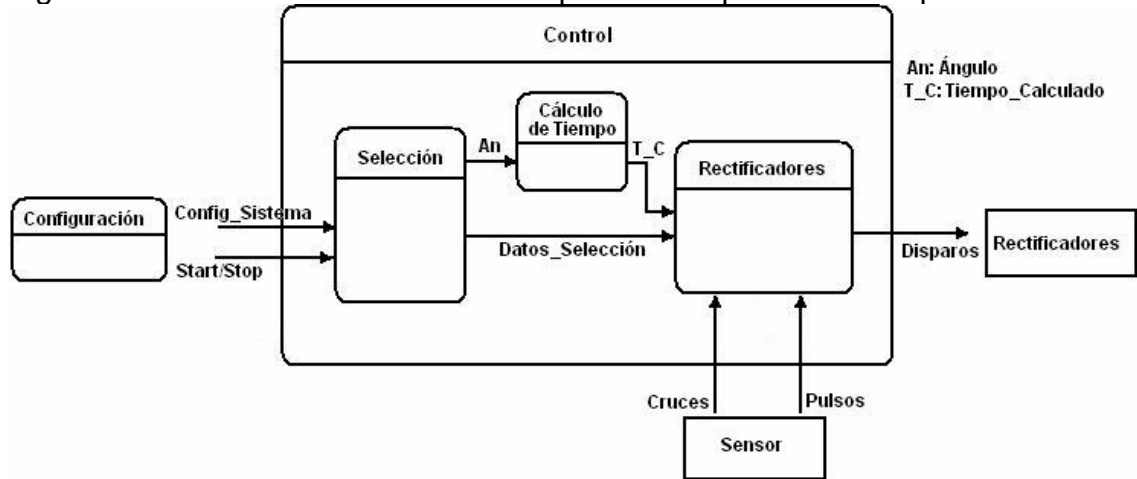 Control
An: Ángulo
T_C: Tiempo_Calculado
Cálculo
de Tiempo
An
T_C
Selección
Rectificadores
Configuración
Config_Sistema
Start/Stop
Datos_Selección
Disparos
Rectificadores
Cruces
Pulsos
Sensor